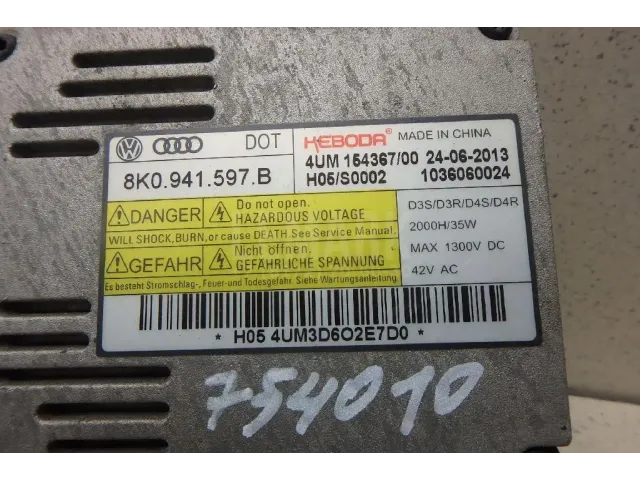 DOT
HEBODA® MADE IN CHINA
8K0.941.597.B
4UM 154367/00 24-06-2013
H05/S0002 1036060024
DANGER
Do not open.
HAZARDOUS VOLTAGE
WILL SHOCK, BURN, or cause DEATH. See Service Manual.
GEFAHR
Nicht öffnen.
GEFÄHRLICHE SPANNUNG
Es besteht Stromschlag-, Feuer-und Todesgefahr. Siehe Wartungsanleitung
D3S/D3R/D4S/D4R
2000H/35W
MAX 1300V DC
42V AC
* H05 4UM3D6O2E7D0 *
754010